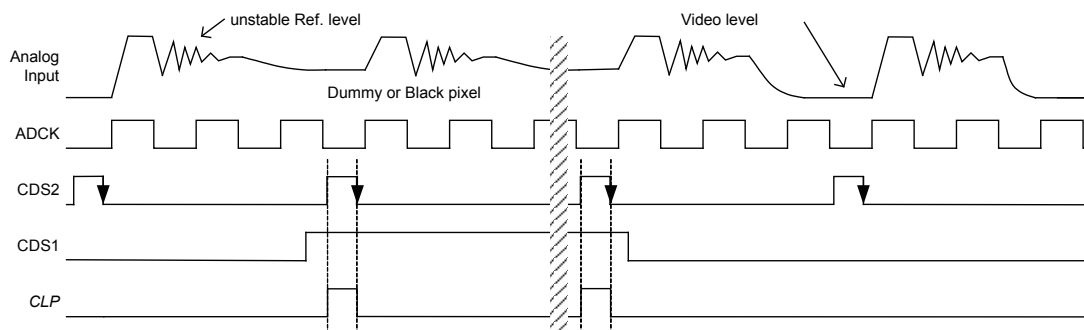 unstable Ref. level
Video level
Analog
Input
Dummy or Black pixel
ADCK
CDS2
CDS1
CLP